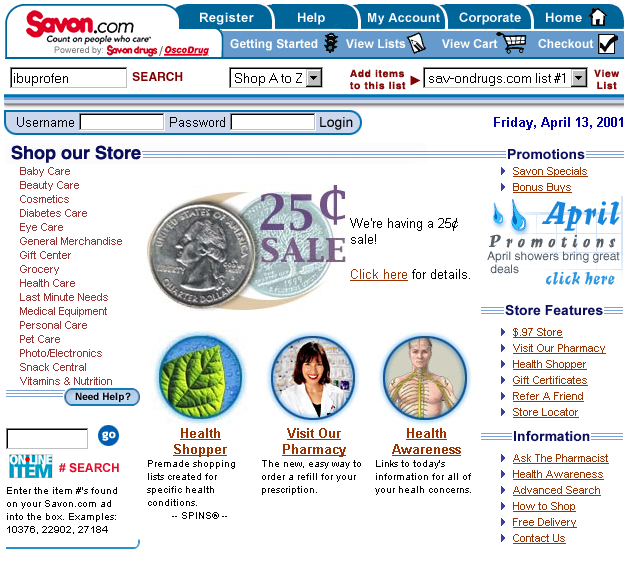 Savon.com
Count on people who care
Powered by: Savon drugs / OscoDrug
Register
Help
My Account
Corporate
Home
Getting Started
View Lists
View Cart
Checkout
ibuprofen
SEARCH
Shop A to Z
Add items
to this list
sav-ondrugs.com list #1
View
List
Username
Password
Login
Friday, April 13, 2001
Shop our Store
Baby Care
Beauty Care
Cosmetics
Diabetes Care
Eye Care
General Merchandise
Gift Center
Grocery
Health Care
Last Minute Needs
Medical Equipment
Personal Care
Pet Care
Photo/Electronics
Snack Central
Vitamins & Nutrition
Need Help?
go
ONLINE
ITEM
# SEARCH
Enter the item #'s found
on your Savon.com ad
into the box. Examples:
10376, 22902, 27184
UNITED STATES OF AMERICA
LIBERTY
QUARTER DOLLAR
25¢
SALE
We're having a 25¢
sale!
Click here for details.
Health
Shopper
Premade shopping
lists created for
specific health
conditions.
-- SPINS® --
Visit Our
Pharmacy
The new, easy way to
order a refill for your
prescription.
Health
Awareness
Links to today's
information for all of
your healh concerns.
Promotions
Savon Specials
Bonus Buys
April
Promotions
April showers bring great
deals
click here
Store Features
$.97 Store
Visit Our Pharmacy
Health Shopper
Gift Certificates
Refer A Friend
Store Locator
Information
Ask The Pharmacist
Health Awareness
Advanced Search
How to Shop
Free Delivery
Contact Us